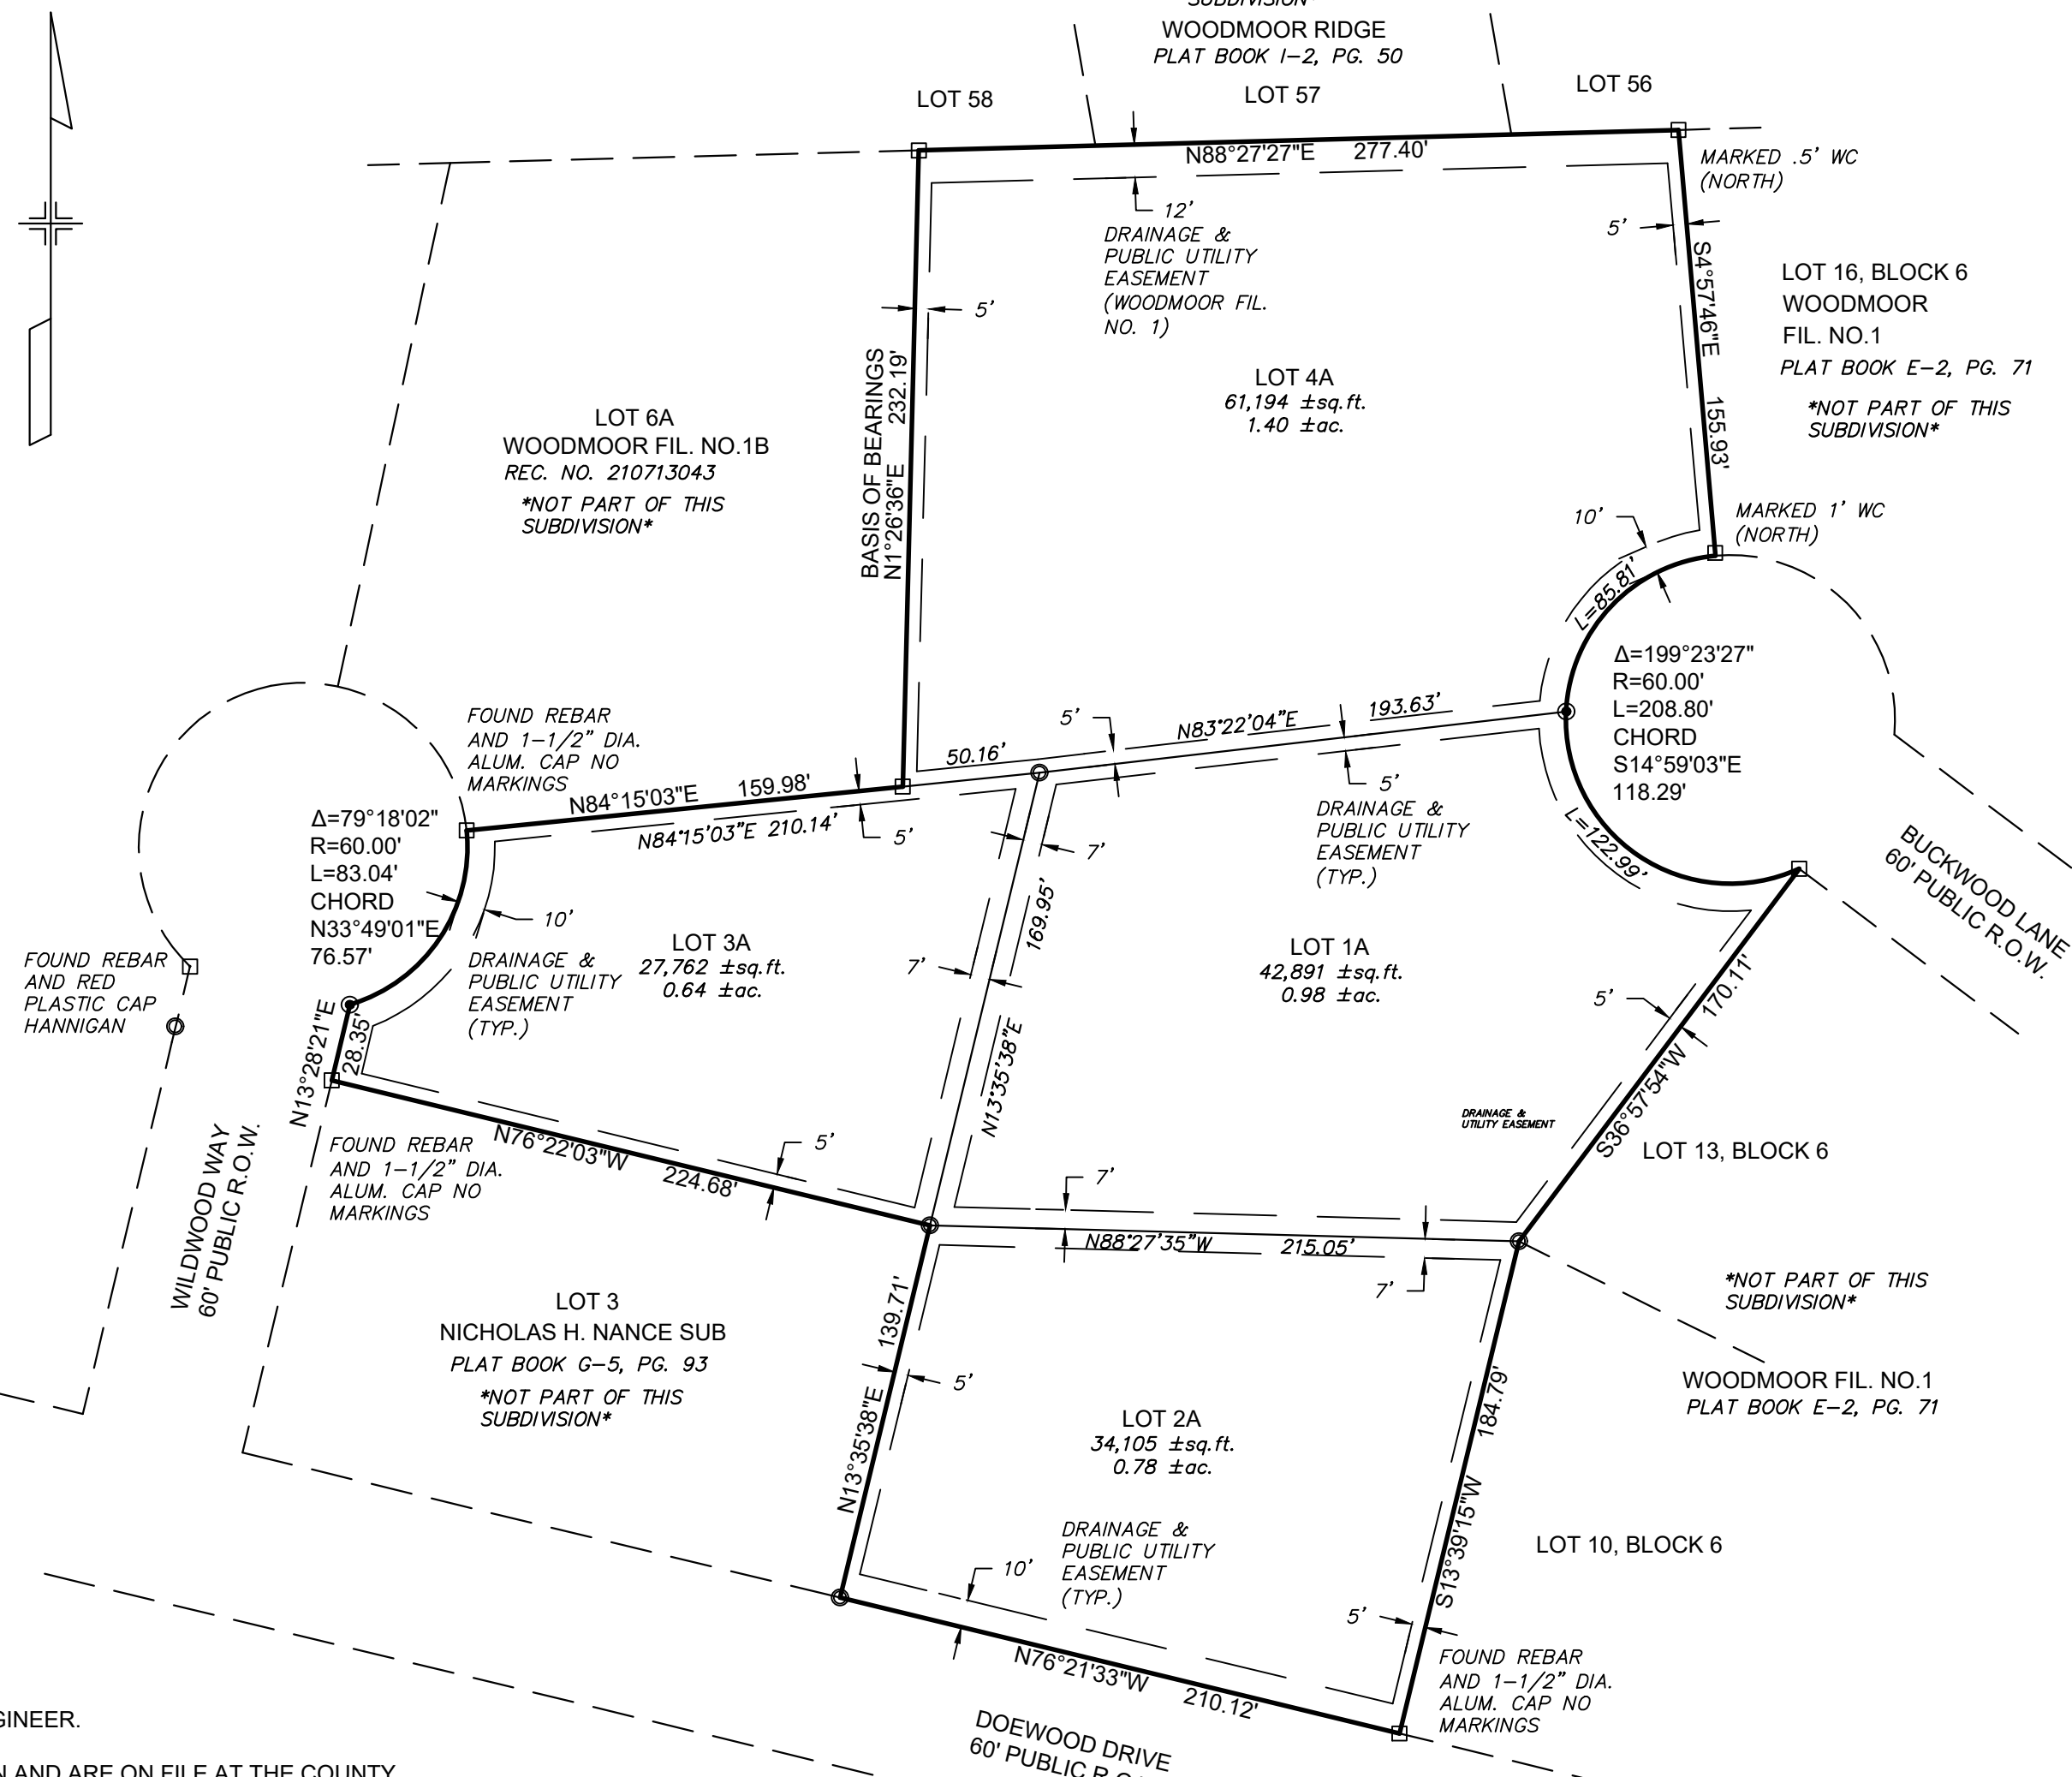 SUBDIVISION*
WOODMOOR RIDGE
PLAT BOOK I-2, PG. 50
LOT 58
LOT 57
LOT 56
N88°27'27"E 277.40'
MARKED .5' WC
(NORTH)
12'
DRAINAGE &
PUBLIC UTILITY
EASEMENT
(WOODMOOR FIL.
NO. 1)
5'
S4°57'46"E 155.93'
LOT 16, BLOCK 6
WOODMOOR
FIL. NO.1
PLAT BOOK E-2, PG. 71
*NOT PART OF THIS
SUBDIVISION*
5'
BASIS OF BEARINGS
N1°26'36"E 232.19'
LOT 4A
61,194 ±sq.ft.
1.40 ±ac.
LOT 6A
WOODMOOR FIL. NO.1B
REC. NO. 210713043
*NOT PART OF THIS
SUBDIVISION*
10'
MARKED 1' WC
(NORTH)
L=85.81'
Δ=199°23'27"
R=60.00'
L=208.80'
CHORD
S14°59'03"E
118.29'
L=122.99'
FOUND REBAR
AND 1-1/2" DIA.
ALUM. CAP NO
MARKINGS
N84°15'03"E 159.98'
N84°15'03"E 210.14'
5'
50.16'
5'
N83°22'04"E 193.63'
5'
DRAINAGE &
PUBLIC UTILITY
EASEMENT
(TYP.)
7'
BUCKWOOD LANE
60' PUBLIC R.O.W.
Δ=79°18'02"
R=60.00'
L=83.04'
CHORD
N33°49'01"E
76.57'
10'
DRAINAGE &
PUBLIC UTILITY
EASEMENT
(TYP.)
LOT 3A
27,762 ±sq.ft.
0.64 ±ac.
7'
169.95'
N13°35'38"E
LOT 1A
42,891 ±sq.ft.
0.98 ±ac.
5'
S36°57'54"W 170.11'
DRAINAGE &
UTILITY EASEMENT
FOUND REBAR
AND RED
PLASTIC CAP
HANNIGAN
N13°28'21"E
28.35'
WILDWOOD WAY
60' PUBLIC R.O.W.
FOUND REBAR
AND 1-1/2" DIA.
ALUM. CAP NO
MARKINGS
N76°22'03"W 224.68'
5'
7'
N88°27'35"W 215.05'
7'
LOT 13, BLOCK 6
*NOT PART OF THIS
SUBDIVISION*
WOODMOOR FIL. NO.1
PLAT BOOK E-2, PG. 71
LOT 3
NICHOLAS H. NANCE SUB
PLAT BOOK G-5, PG. 93
*NOT PART OF THIS
SUBDIVISION*
N13°35'38"E 139.71'
5'
LOT 2A
34,105 ±sq.ft.
0.78 ±ac.
S13°39'15"W 184.79'
LOT 10, BLOCK 6
DRAINAGE &
PUBLIC UTILITY
EASEMENT
(TYP.)
10'
5'
FOUND REBAR
AND 1-1/2" DIA.
ALUM. CAP NO
MARKINGS
N76°21'33"W 210.12'
DOEWOOD DRIVE
60' PUBLIC
GINEER.
N AND ARE ON FILE AT THE COUNTY